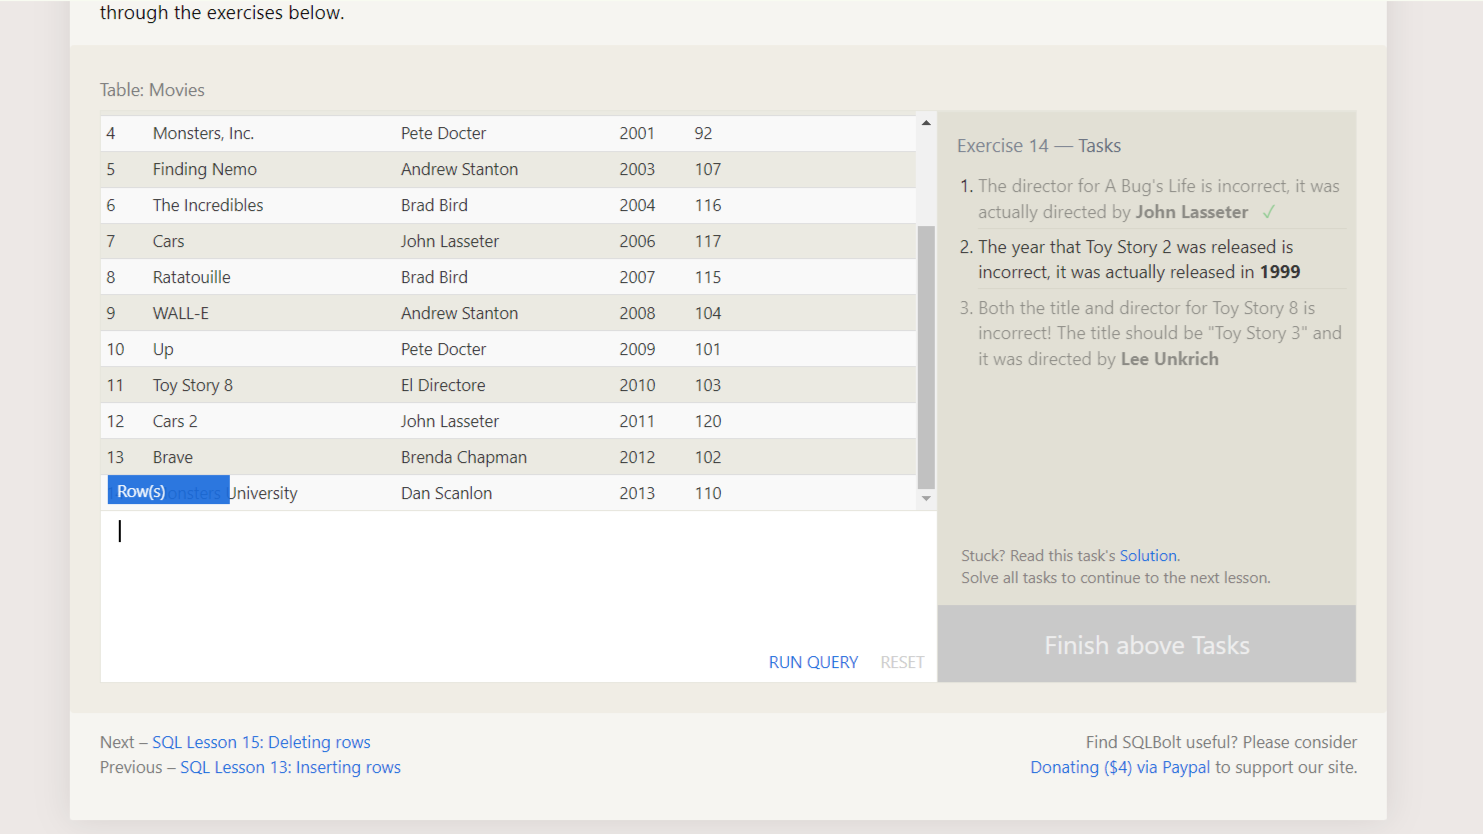 through the exercises below.
Table: Movies
4 Monsters, Inc. Pete Docter 2001 92
5 Finding Nemo Andrew Stanton 2003 107
6 The Incredibles Brad Bird 2004 116
7 Cars John Lasseter 2006 117
8 Ratatouille Brad Bird 2007 115
9 WALL-E Andrew Stanton 2008 104
10 Up Pete Docter 2009 101
11 Toy Story 8 El Directore 2010 103
12 Cars 2 John Lasseter 2011 120
13 Brave Brenda Chapman 2012 102
Row(s) Monsters University Dan Scanlon 2013 110
RUN QUERY RESET
Exercise 14 — Tasks
1. The director for A Bug's Life is incorrect, it was
actually directed by John Lasseter ✓
2. The year that Toy Story 2 was released is
incorrect, it was actually released in 1999
3. Both the title and director for Toy Story 8 is
incorrect! The title should be "Toy Story 3" and
it was directed by Lee Unkrich
Stuck? Read this task's Solution.
Solve all tasks to continue to the next lesson.
Finish above Tasks
Next – SQL Lesson 15: Deleting rows
Previous – SQL Lesson 13: Inserting rows
Find SQLBolt useful? Please consider
Donating ($4) via Paypal to support our site.